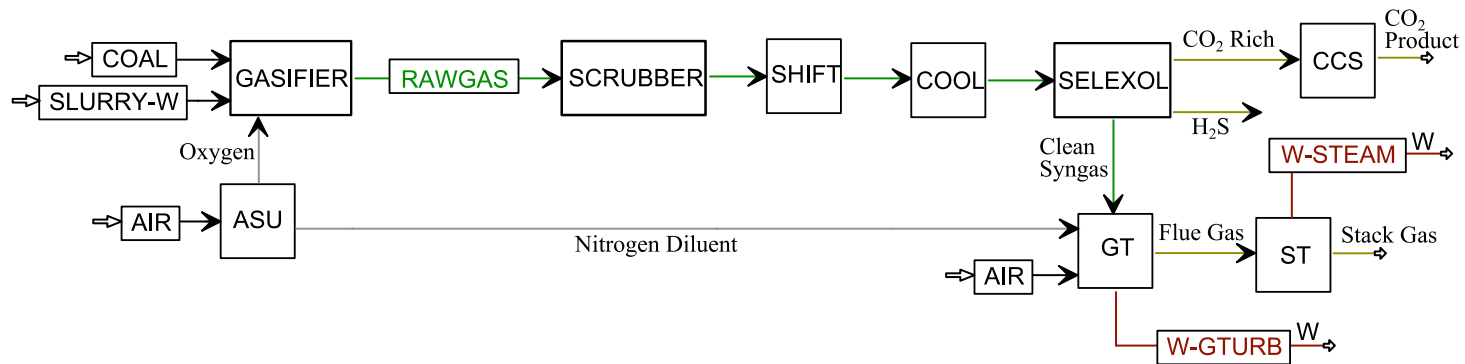 COAL
SLURRY-W
GASIFIER
RAWGAS
SCRUBBER
SHIFT
COOL
SELEXOL
CO₂ Rich
CCS
CO₂
Product
H₂S
Oxygen
Clean
Syngas
W-STEAM
W
AIR
ASU
Nitrogen Diluent
AIR
GT
Flue Gas
ST
Stack Gas
W-GTURB
W